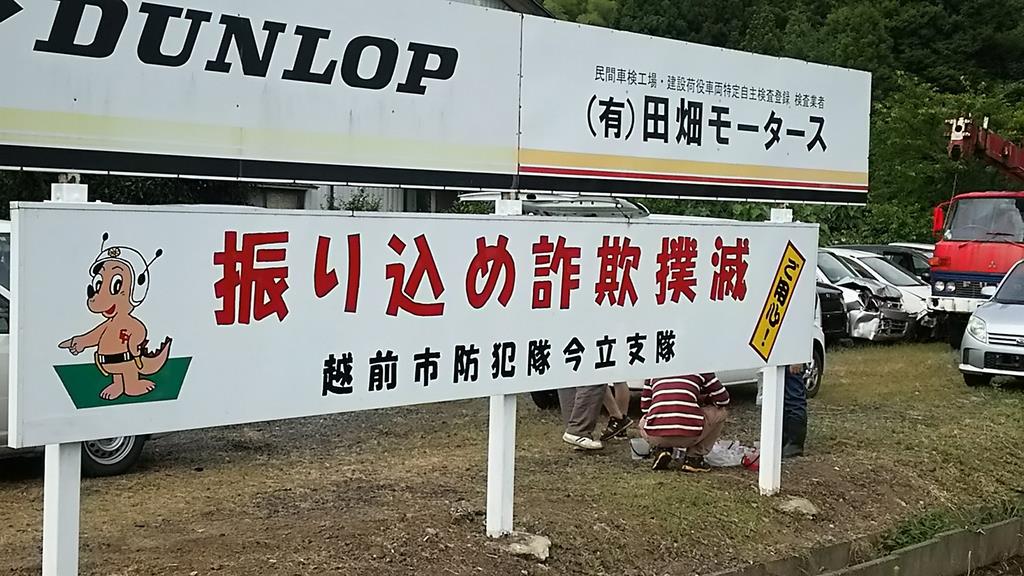 DUNLOP
民間車検工場・建設荷役車両特定自主検査登録 検査業者
(有)田畑モータース
振り込め詐欺撲滅
ご用心!
越前市防犯隊今立支隊